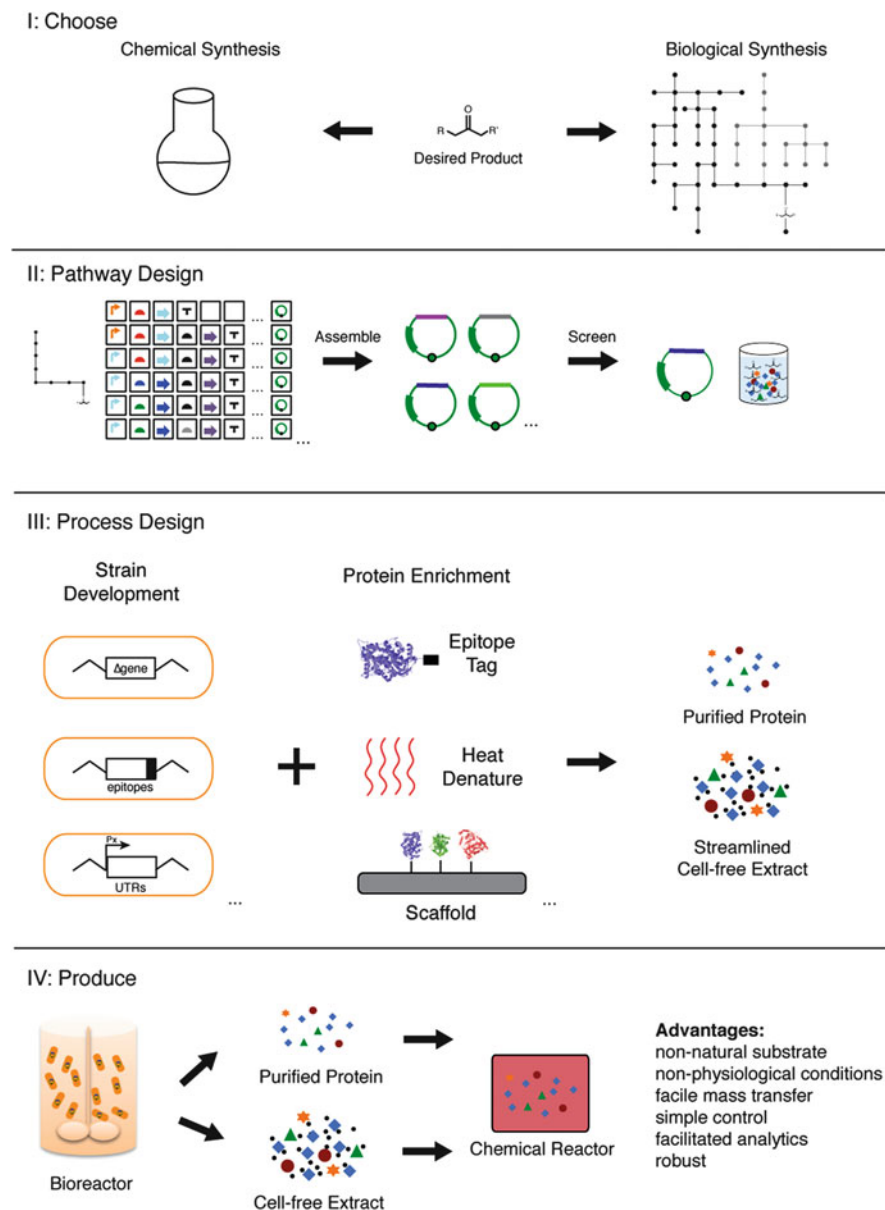 I: Choose
Chemical Synthesis
Biological Synthesis
O
R
R'
Desired Product
II: Pathway Design
...
...
...
...
...
...
...
Assemble
...
Screen
III: Process Design
Strain
Development
Protein Enrichment
Δgene
Epitope
Tag
Purified Protein
epitopes
Heat
Denature
Px
UTRs
...
Scaffold
...
Streamlined
Cell-free Extract
IV: Produce
Bioreactor
Purified Protein
Cell-free Extract
Chemical Reactor
Advantages:
non-natural substrate
non-physiological conditions
facile mass transfer
simple control
facilitated analytics
robust